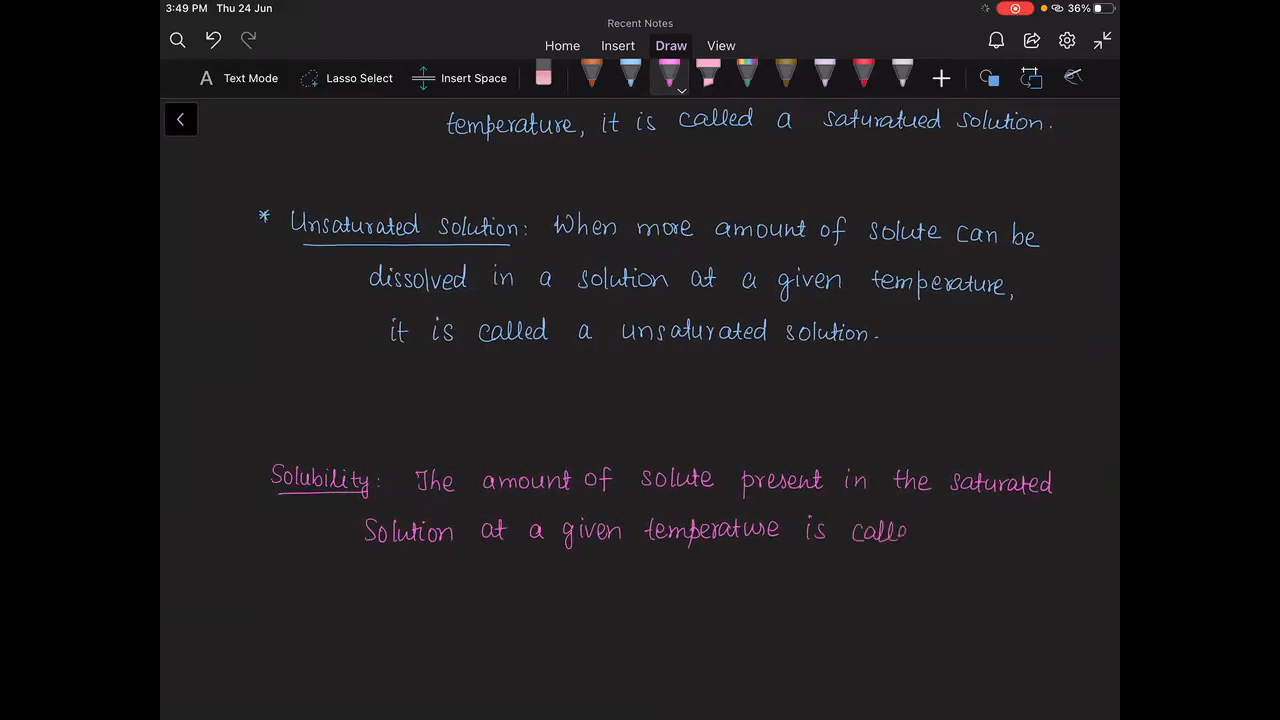 3:49 PM Thu 24 Jun
36%
Recent Notes
Home Insert Draw View
Text Mode Lasso Select Insert Space
temperature, it is called a saturatued solution.
* Unsaturated solution: When more amount of solute can be
dissolved in a solution at a given temperature,
it is called a unsaturated solution.
Solubility: The amount of solute present in the saturated
Solution at a given temperature is calle